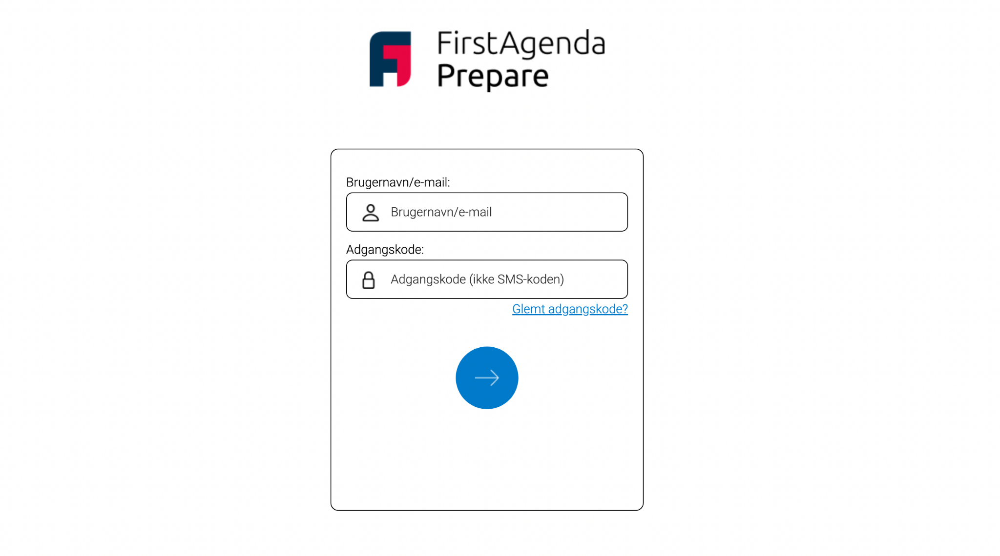 FirstAgenda
Prepare
Brugernavn/e-mail:
Brugernavn/e-mail
Adgangskode:
Adgangskode (ikke SMS-koden)
Glemt adgangskode?